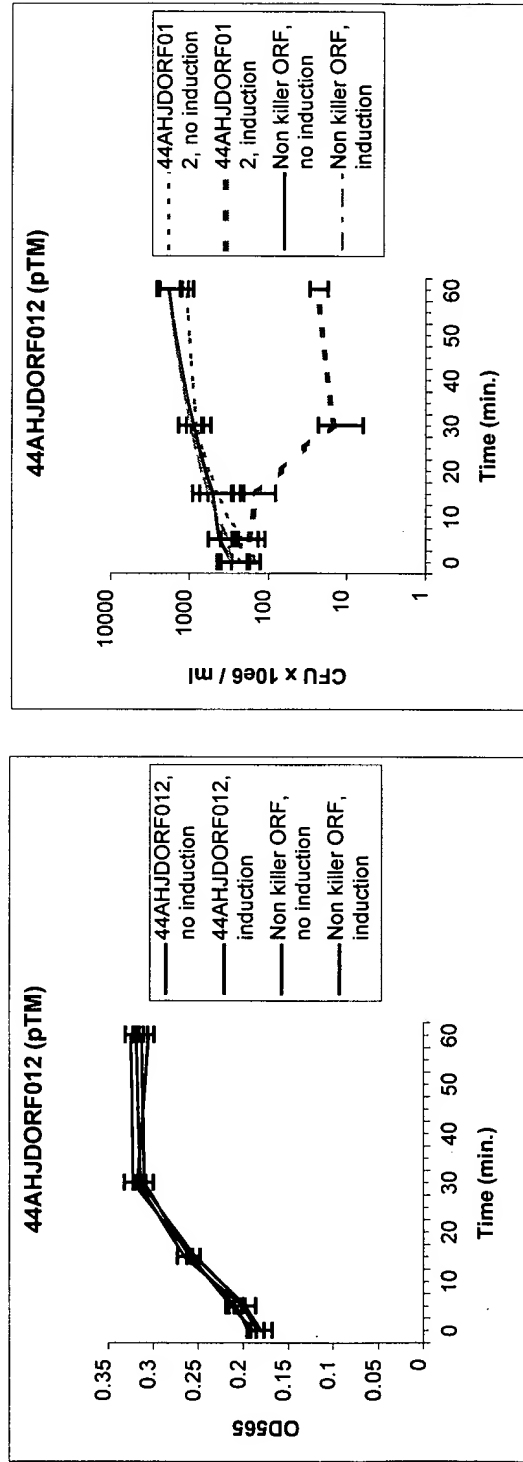 44AHJDORF012 (pTM)
0.35
0.3
0.25
0.2
0.15
0.1
0.05
0
OD565
0 10 20 30 40 50 60
Time (min.)
44AHJDORF012,
no induction
44AHJDORF012,
induction
Non killer ORF,
no induction
Non killer ORF,
induction
44AHJDORF012 (pTM)
10000
1000
100
10
1
CFU x 10e6 / ml
0 10 20 30 40 50 60
Time (min.)
44AHJDORF01
2, no induction
44AHJDORF01
2, induction
Non killer ORF,
no induction
Non killer ORF,
induction